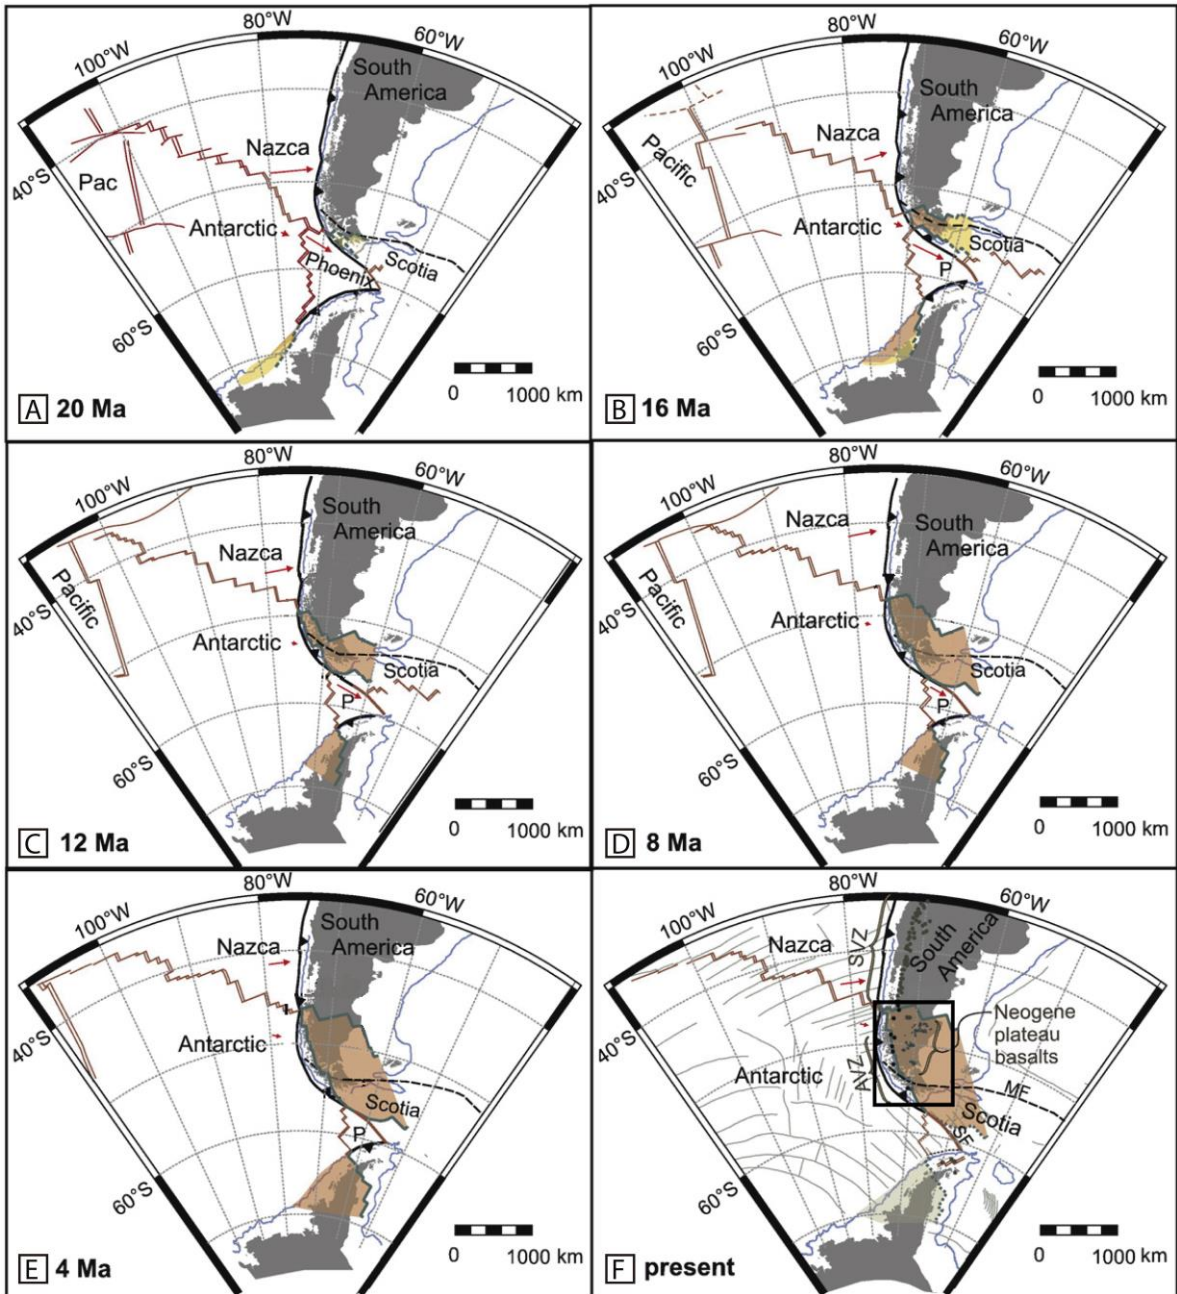 80°W
60°W
100°W
South
America
Nazca
40°S
Pac
Antarctic
Phoenix
Scotia
60°S
0 1000 km
A 20 Ma
80°W
60°W
100°W
South
America
Nazca
Pacific
40°S
Antarctic
Scotia
P
60°S
0 1000 km
B 16 Ma
80°W
60°W
100°W
South
America
Nazca
40°S
Pacific
Antarctic
Scotia
P
60°S
0 1000 km
C 12 Ma
80°W
60°W
100°W
Nazca
South
America
40°S
Pacific
Antarctic
Scotia
P
60°S
0 1000 km
D 8 Ma
80°W
60°W
100°W
South
America
Nazca
40°S
Antarctic
Scotia
P
60°S
0 1000 km
E 4 Ma
80°W
60°W
100°W
Nazca
SVZ
South
America
Neogene
plateau
basalts
40°S
AVZ
Antarctic
MF
Scotia
SF
60°S
0 1000 km
F present